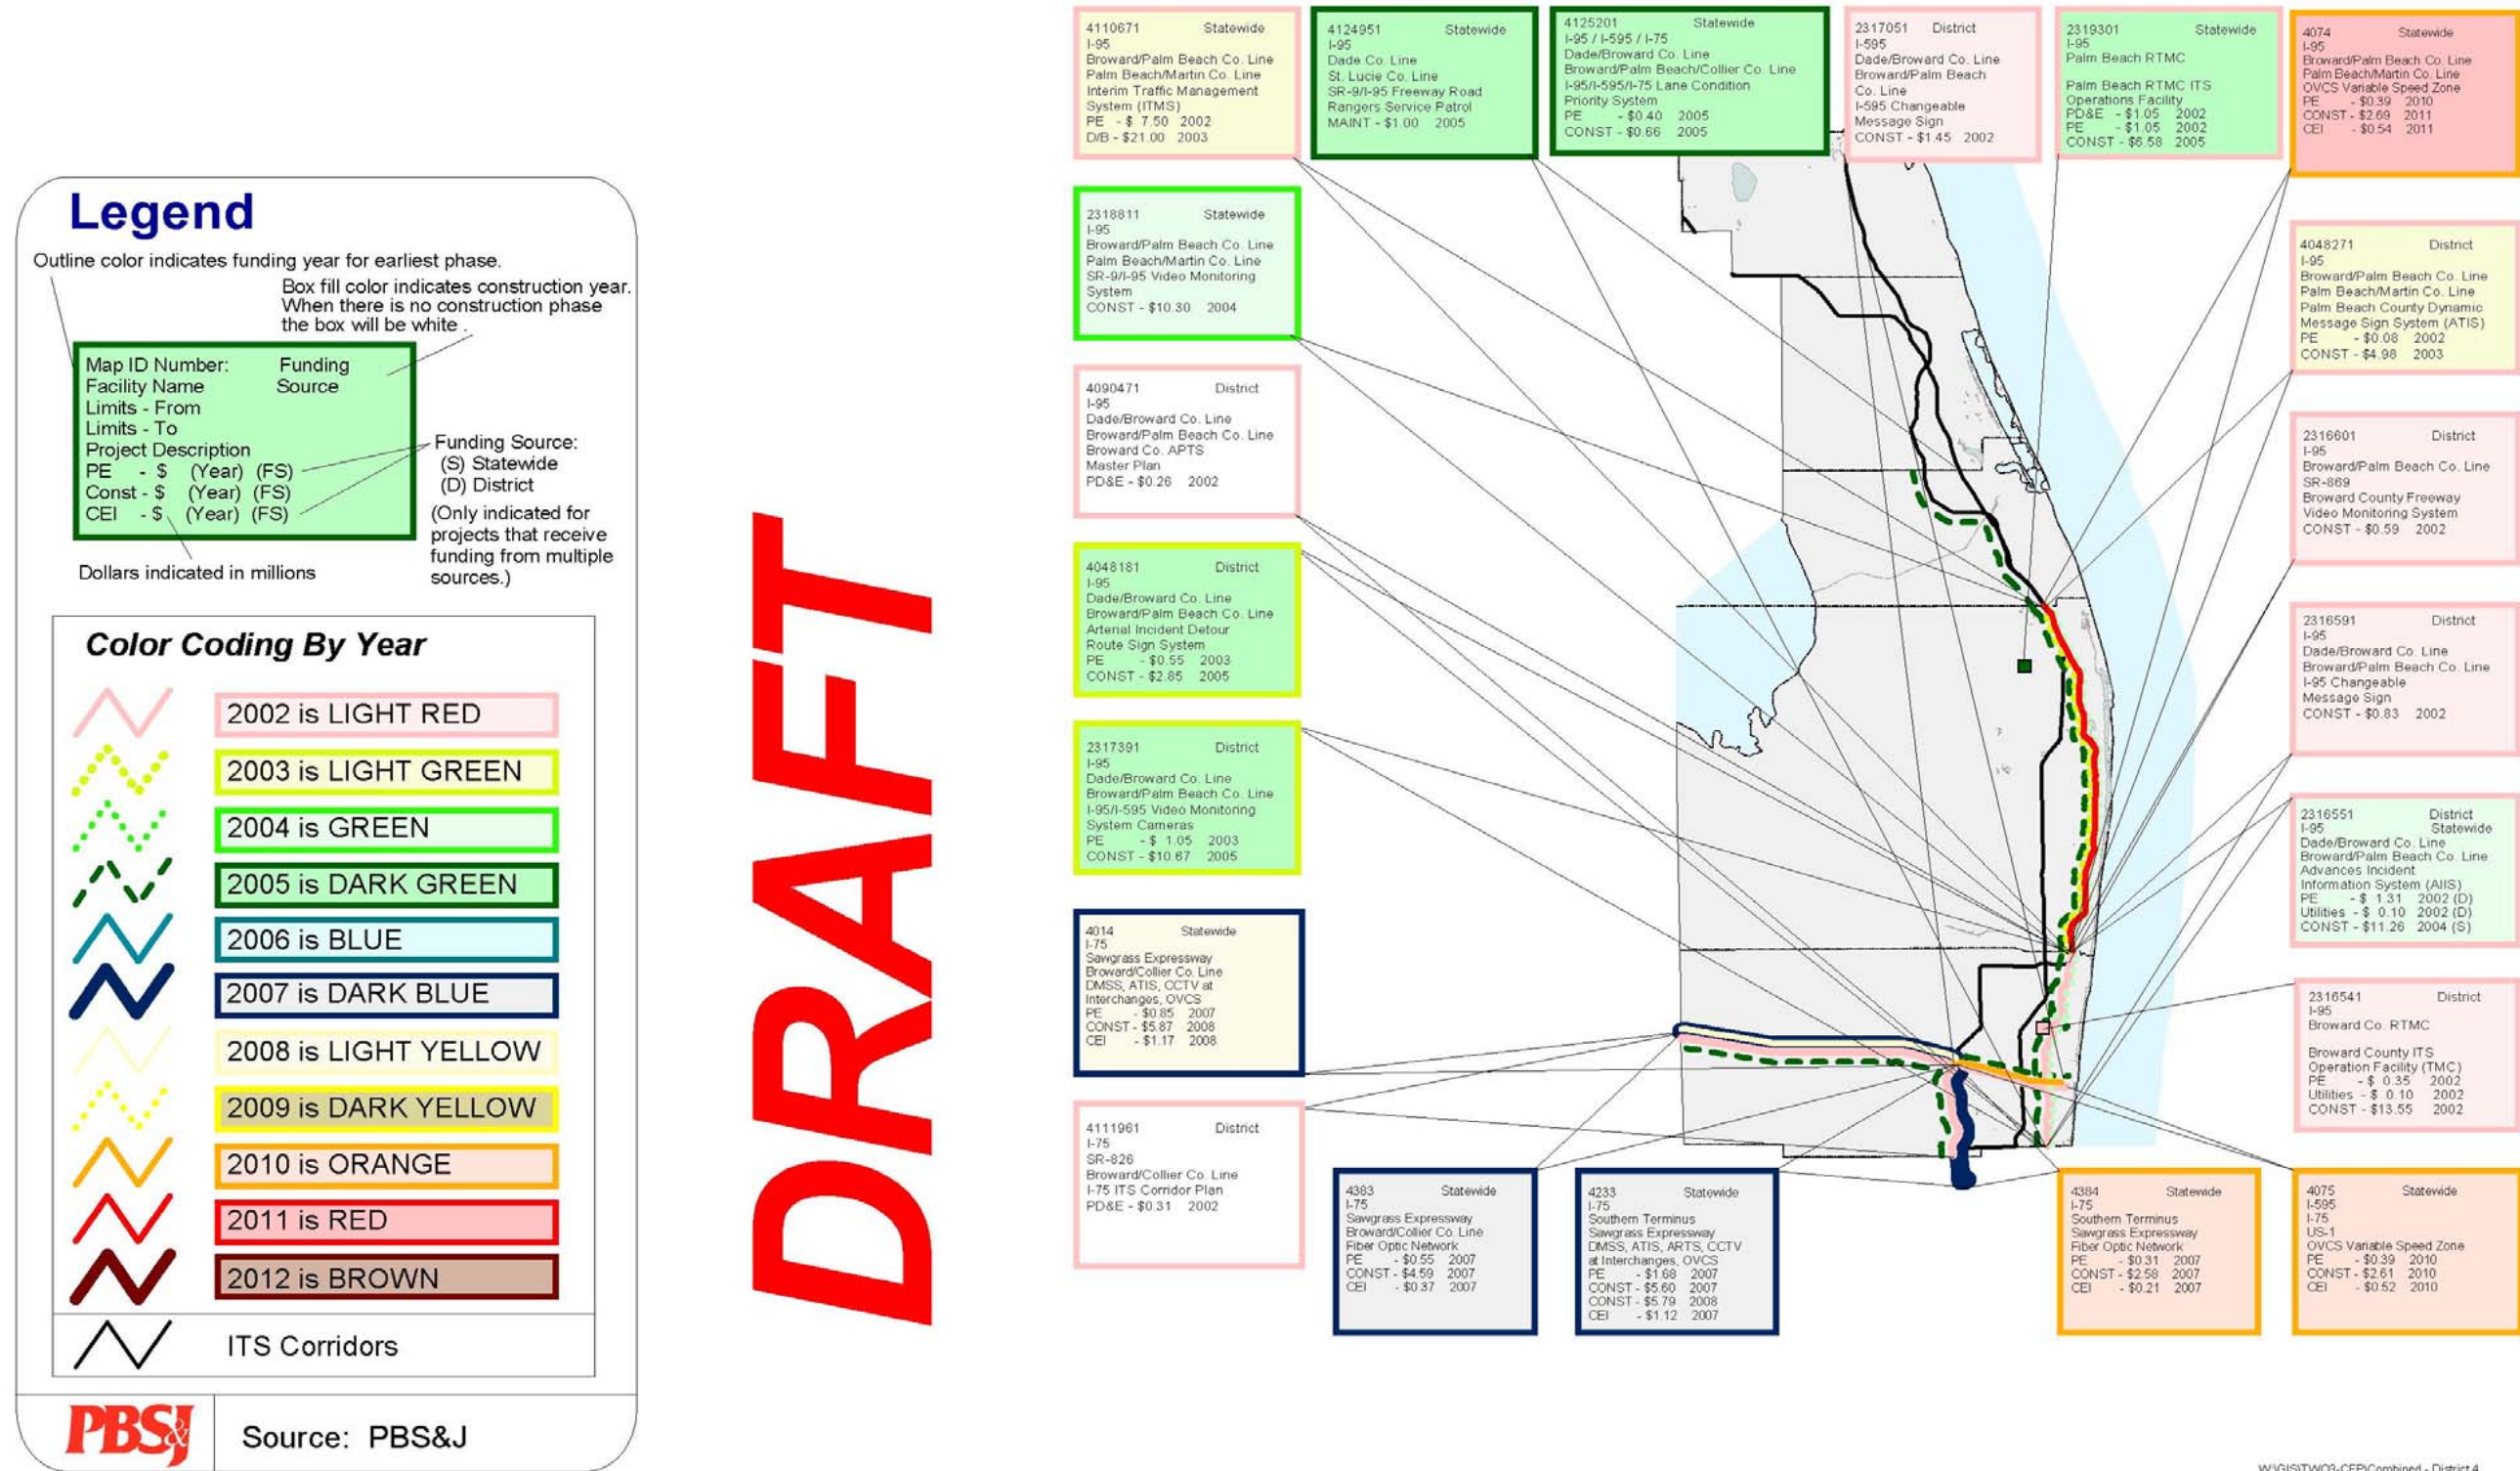 Legend
Outline color indicates funding year for earliest phase.
Box fill color indicates construction year.
When there is no construction phase
the box will be white .
Map ID Number: Funding
Facility Name Source
Limits - From
Limits - To
Project Description
PE - $ (Year) (FS)
Const - $ (Year) (FS)
CEI - $ (Year) (FS)
Funding Source:
(S) Statewide
(D) District
(Only indicated for
projects that receive
funding from multiple
sources.)
Dollars indicated in millions
Color Coding By Year
2002 is LIGHT RED
2003 is LIGHT GREEN
2004 is GREEN
2005 is DARK GREEN
2006 is BLUE
2007 is DARK BLUE
2008 is LIGHT YELLOW
2009 is DARK YELLOW
2010 is ORANGE
2011 is RED
2012 is BROWN
ITS Corridors
PBS&J
Source: PBS&J
DRAFT
4110671 Statewide
I-95
Broward/Palm Beach Co. Line
Palm Beach/Martin Co. Line
Interim Traffic Management
System (ITMS)
PE - $ 7.50 2002
D/B - $21.00 2003
4124951 Statewide
I-95
Dade Co. Line
St. Lucie Co. Line
SR-9/I-95 Freeway Road
Rangers Service Patrol
MAINT - $1.00 2005
4125201 Statewide
I-95 / I-595 / I-75
Dade/Broward Co. Line
Broward/Palm Beach/Collier Co. Line
I-95/I-595/I-75 Lane Condition
Priority System
PE - $0.40 2005
CONST - $0.66 2005
2317051 District
I-595
Dade/Broward Co. Line
Broward/Palm Beach
Co. Line
I-595 Changeable
Message Sign
CONST - $1.45 2002
2319301 Statewide
I-95
Palm Beach RTMC
Palm Beach RTMC ITS
Operations Facility
PD&E - $1.05 2002
PE - $1.05 2002
CONST - $6.58 2005
4074 Statewide
I-95
Broward/Palm Beach Co. Line
Palm Beach/Martin Co. Line
OVCS Variable Speed Zone
PE - $0.39 2010
CONST - $2.69 2011
CEI - $0.54 2011
2318811 Statewide
I-95
Broward/Palm Beach Co. Line
Palm Beach/Martin Co. Line
SR-9/I-95 Video Monitoring
System
CONST - $10.30 2004
4090471 District
I-95
Dade/Broward Co. Line
Broward/Palm Beach Co. Line
Broward Co. APTS
Master Plan
PD&E - $0.26 2002
4048181 District
I-95
Dade/Broward Co. Line
Broward/Palm Beach Co. Line
Arterial Incident Detour
Route Sign System
PE - $0.55 2003
CONST - $2.85 2005
2317391 District
I-95
Dade/Broward Co. Line
Broward/Palm Beach Co. Line
I-95/I-595 Video Monitoring
System Cameras
PE - $ 1.05 2003
CONST - $10.67 2005
4014 Statewide
I-75
Sawgrass Expressway
Broward/Collier Co. Line
DMSS, ATIS, CCTV at
Interchanges, OVCS
PE - $0.85 2007
CONST - $5.87 2008
CEI - $1.17 2008
4111961 District
I-75
SR-826
Broward/Collier Co. Line
I-75 ITS Corridor Plan
PD&E - $0.31 2002
4048271 District
I-95
Broward/Palm Beach Co. Line
Palm Beach/Martin Co. Line
Palm Beach County Dynamic
Message Sign System (ATIS)
PE - $0.08 2002
CONST - $4.98 2003
2316601 District
I-95
Broward/Palm Beach Co. Line
SR-869
Broward County Freeway
Video Monitoring System
CONST - $0.59 2002
2316591 District
I-95
Dade/Broward Co. Line
Broward/Palm Beach Co. Line
I-95 Changeable
Message Sign
CONST - $0.83 2002
2316551 District
I-95 Statewide
Dade/Broward Co. Line
Broward/Palm Beach Co. Line
Advances Incident
Information System (AIIS)
PE - $ 1.31 2002 (D)
Utilities - $ 0.10 2002 (D)
CONST - $11.26 2004 (S)
2316541 District
I-95
Broward Co. RTMC
Broward County ITS
Operation Facility (TMC)
PE - $ 0.35 2002
Utilities - $ 0.10 2002
CONST - $13.55 2002
4383 Statewide
I-75
Sawgrass Expressway
Broward/Collier Co. Line
Fiber Optic Network
PE - $0.55 2007
CONST - $4.59 2007
CEI - $0.37 2007
4233 Statewide
I-75
Southern Terminus
Sawgrass Expressway
DMSS, ATIS, ARTS, CCTV
at Interchanges, OVCS
PE - $1.68 2007
CONST - $5.60 2007
CONST - $5.79 2008
CEI - $1.12 2007
4384 Statewide
I-75
Southern Terminus
Sawgrass Expressway
Fiber Optic Network
PE - $0.31 2007
CONST - $2.58 2007
CEI - $0.21 2007
4075 Statewide
I-595
I-75
US-1
OVCS Variable Speed Zone
PE - $0.39 2010
CONST - $2.61 2010
CEI - $0.52 2010